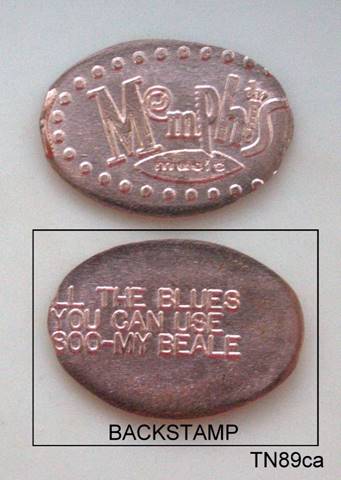 Memphis
music
LL THE BLUES
YOU CAN USE
300-MY BEALE
BACKSTAMP
TN89ca